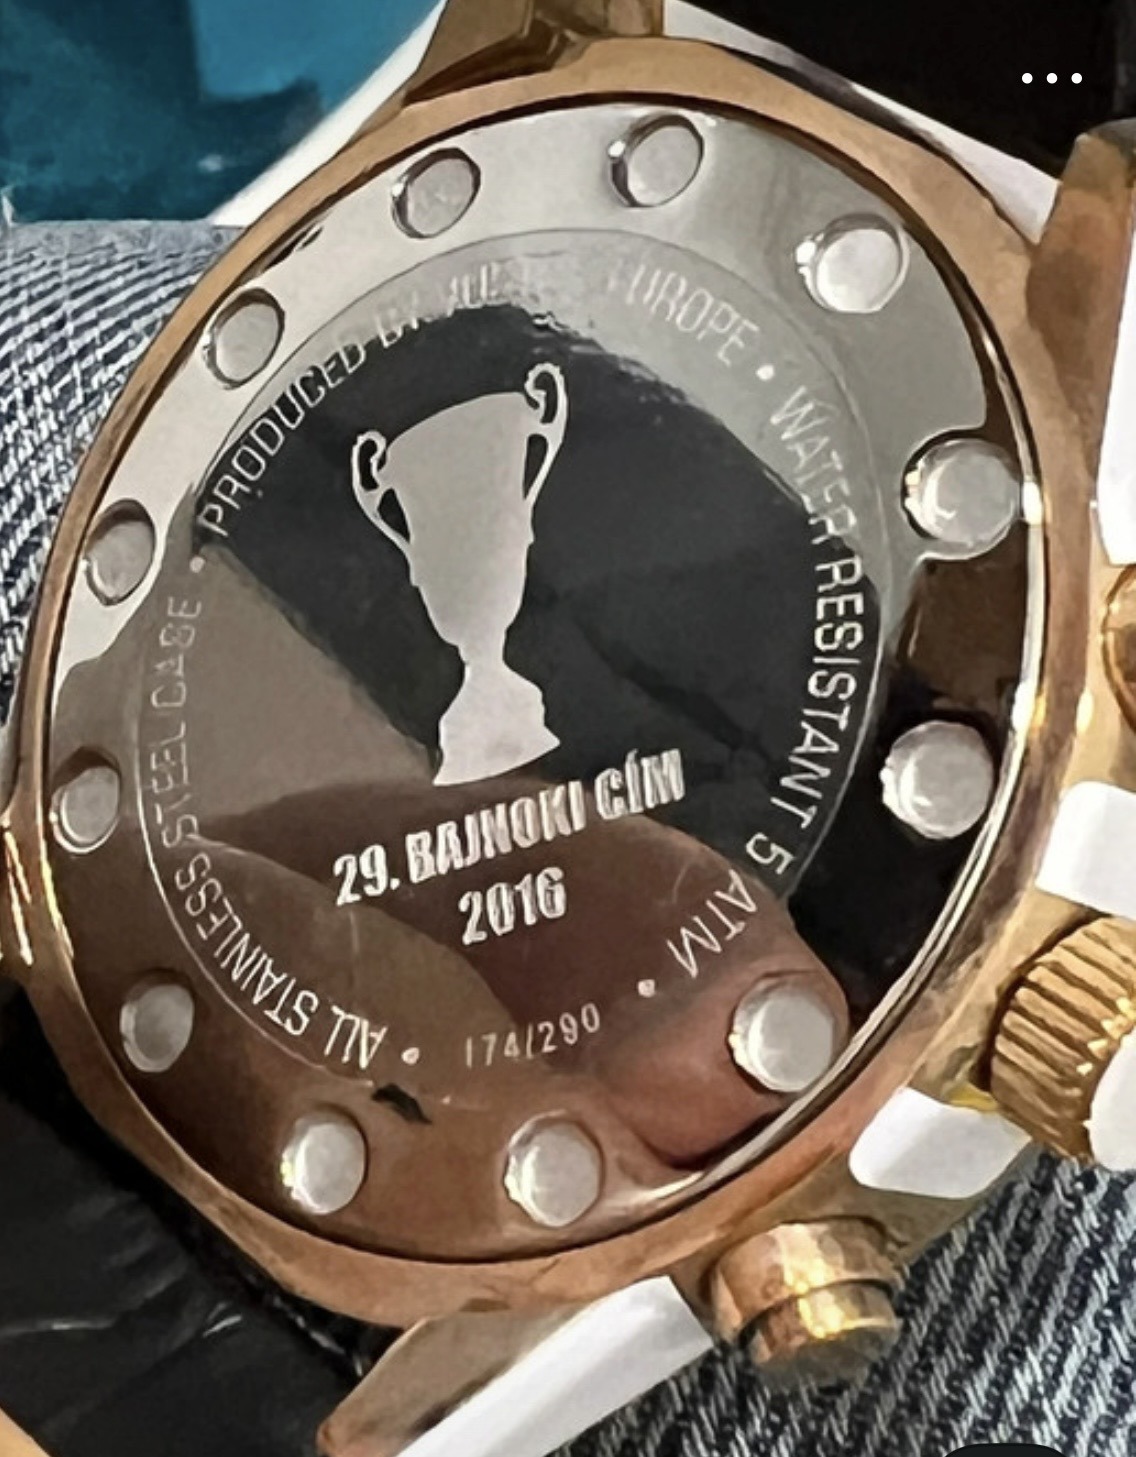 PRODUCED BY
EUROPE • WATER RESISTANT 5 ATM •
174/290
• ALL STAINLESS STEEL CASE •
29. BAJNOKI CÍM
2016